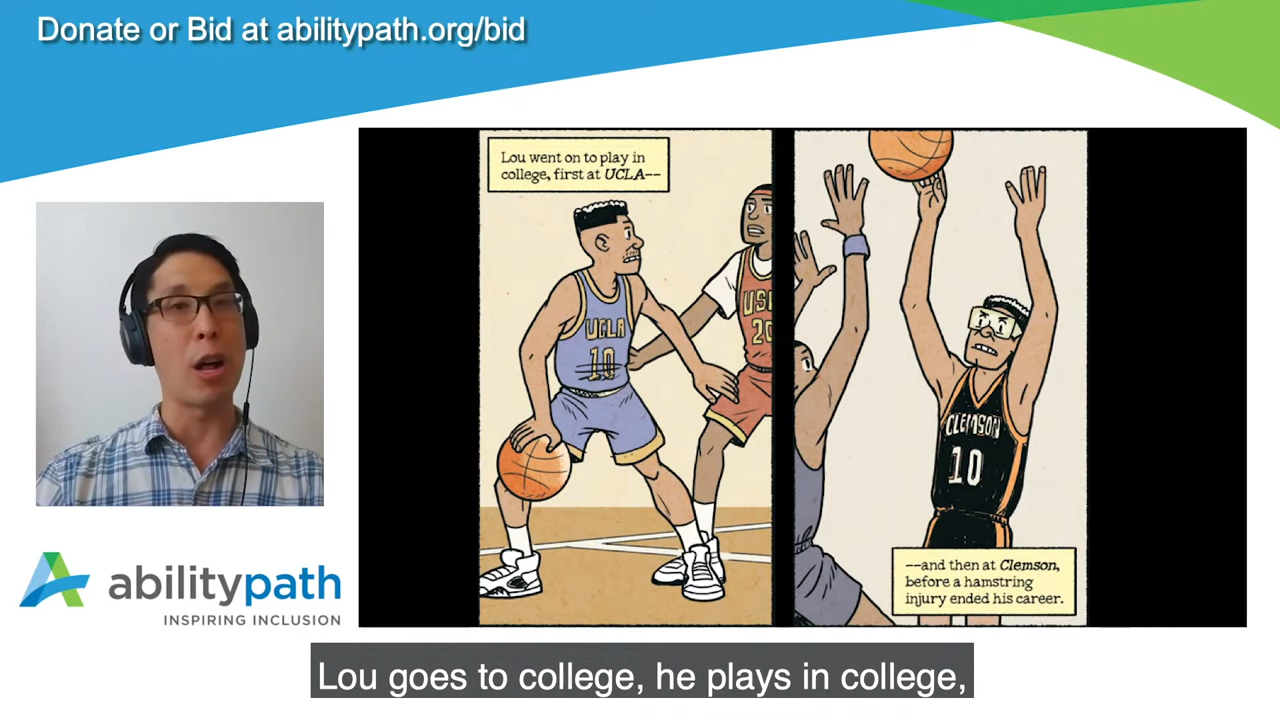 Donate or Bid at abilitypath.org/bid
Lou went on to play in
college, first at UCLA--
UCLA
10
USC
20
CLEMSON
10
--and then at Clemson,
before a hamstring
injury ended his career.
abilitypath
INSPIRING INCLUSION
Lou goes to college, he plays in college,